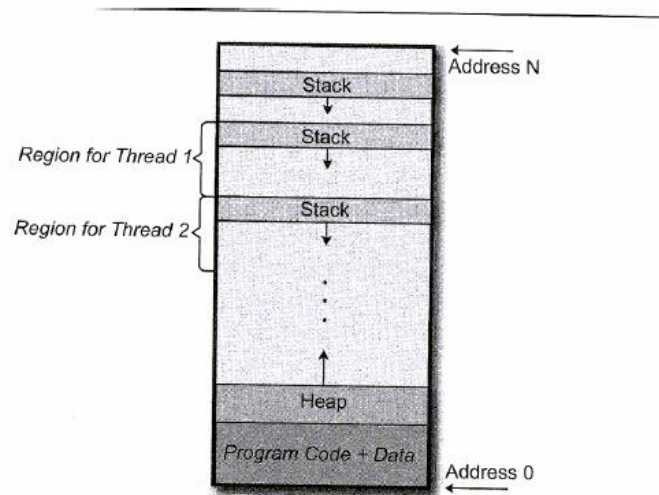 Address N
Stack
Stack
Region for Thread 1
Stack
Region for Thread 2
Heap
Program Code + Data
Address 0